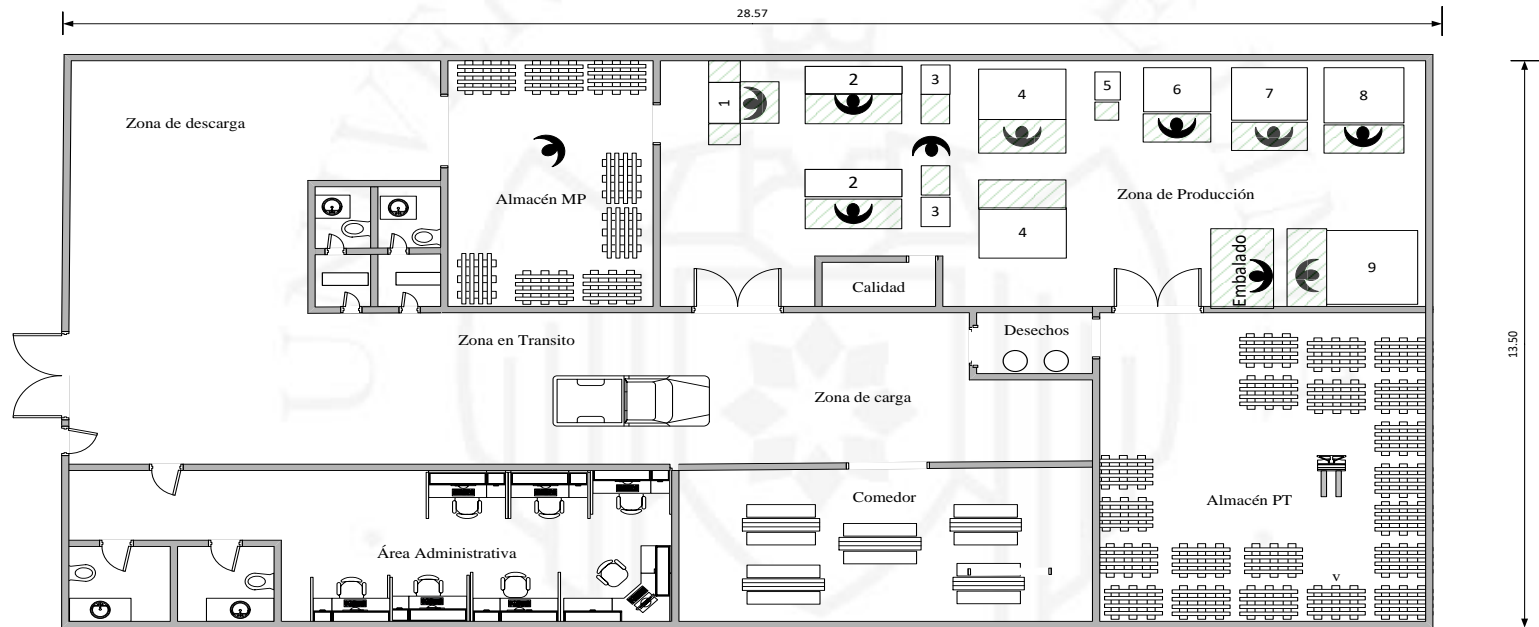 28.57
Zona de descarga
Almacén MP
1
2
3
4
5
6
7
8
2
3
4
Zona de Producción
Embalado
9
Calidad
13.50
Zona en Transito
Desechos
Zona de carga
Comedor
Almacén PT
Área Administrativa
v